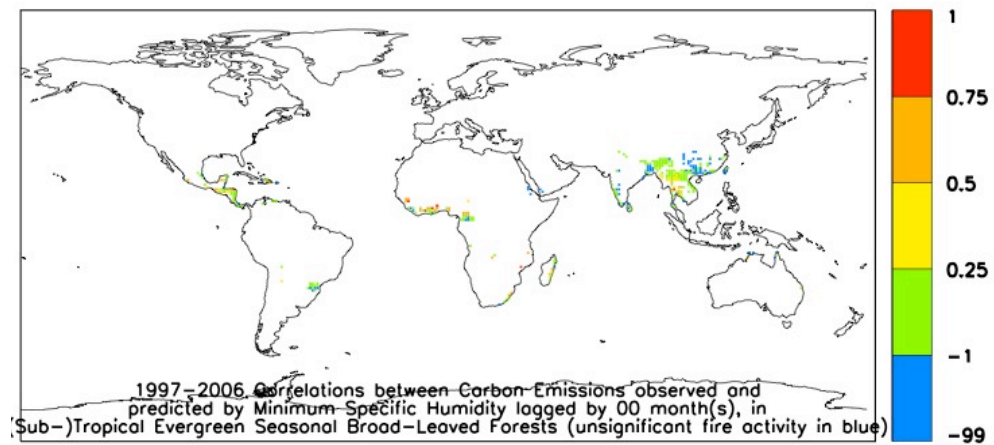 1
0.75
0.5
0.25
-1
-99
1997-2006 Correlations between Carbon Emissions observed and
predicted by Minimum Specific Humidity lagged by 00 month(s), in
(Sub-)Tropical Evergreen Seasonal Broad-Leaved Forests (unsignificant fire activity in blue)